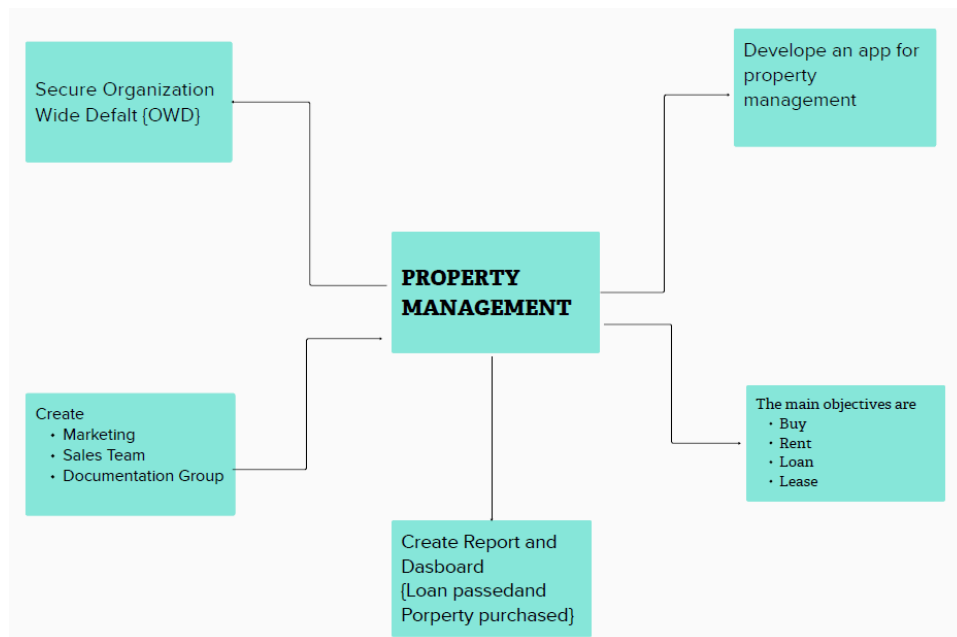 Secure Organization
Wide Defalt {OWD}
Develope an app for
property
management
PROPERTY
MANAGEMENT
Create
• Marketing
• Sales Team
• Documentation Group
The main objectives are
• Buy
• Rent
• Loan
• Lease
Create Report and
Dasboard
{Loan passedand
Porperty purchased}